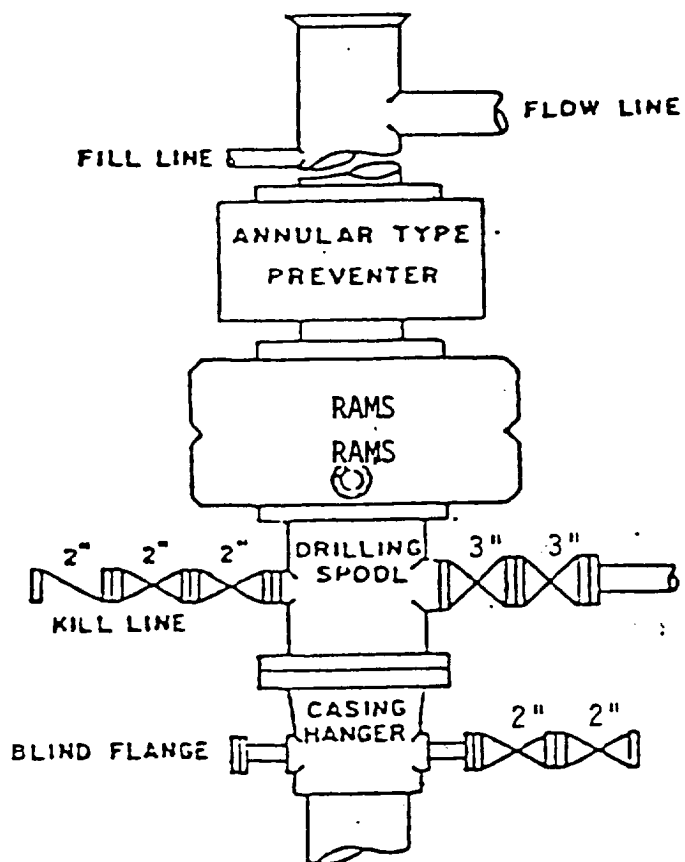 FLOW LINE
FILL LINE
ANNULAR TYPE
PREVENTER
RAMS
RAMS
2" 2" 2"
DRILLING
SPOOL
3" 3"
KILL LINE
CASING
HANGER
2" 2"
BLIND FLANGE